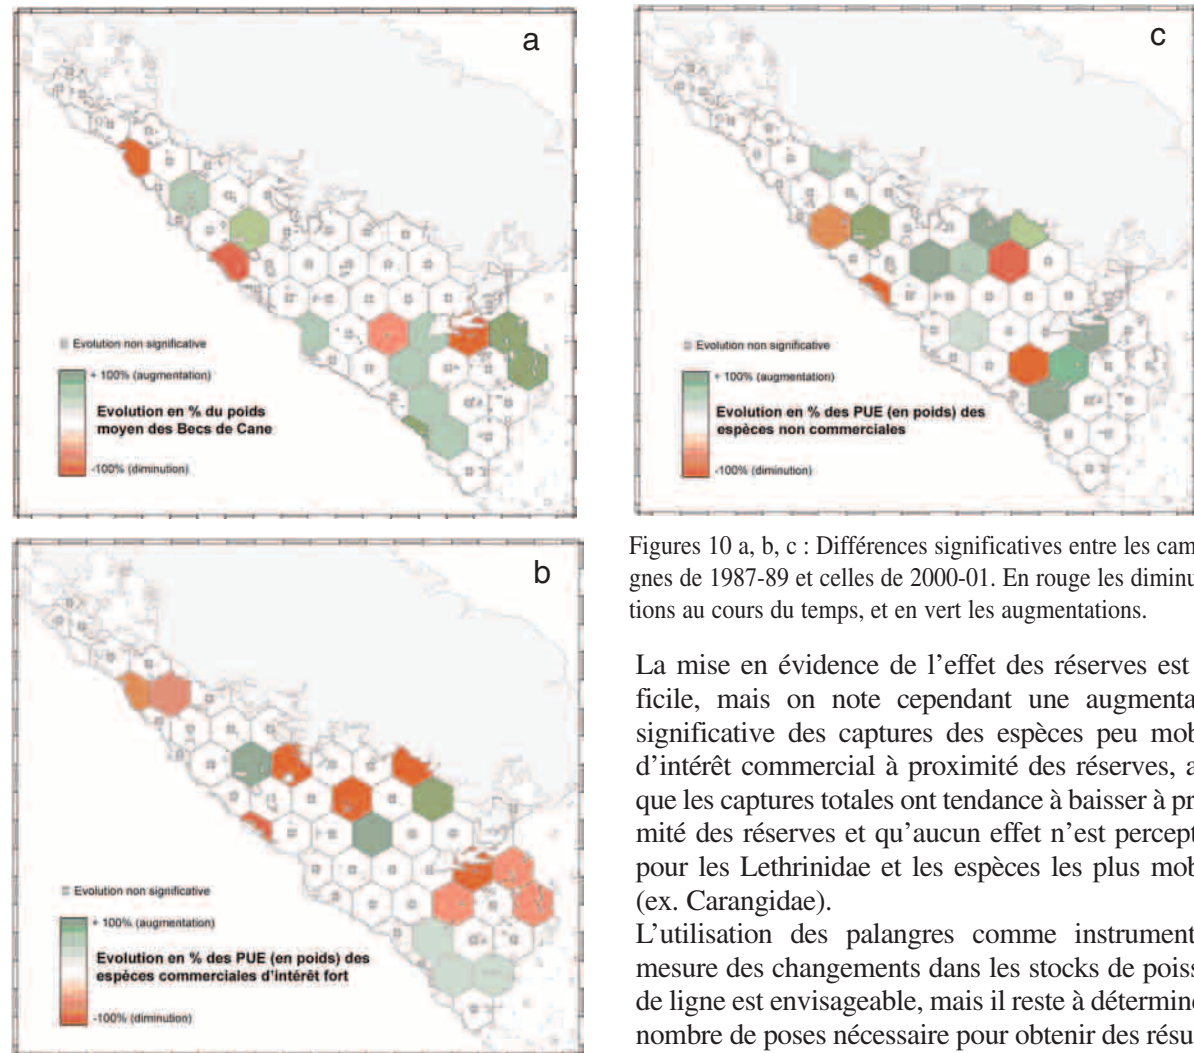 a
Evolution non significative
+ 100% (augmentation)
Evolution en % du poids
moyen des Becs de Cane
-100% (diminution)
b
Evolution non significative
+ 100% (augmentation)
Evolution en % des PUE (en poids) des
espèces commerciales d'intérêt fort
-100% (diminution)
c
Evolution non significative
+ 100% (augmentation)
Evolution en % des PUE (en poids) des
espèces non commerciales
-100% (diminution)
Figures 10 a, b, c : Différences significatives entre les cam
gnes de 1987-89 et celles de 2000-01. En rouge les diminu
tions au cours du temps, et en vert les augmentations.
La mise en évidence de l'effet des réserves est
ficile, mais on note cependant une augmenta
significative des captures des espèces peu mob
d'intérêt commercial à proximité des réserves, a
que les captures totales ont tendance à baisser à pr
mité des réserves et qu'aucun effet n'est percept
pour les Lethrinidae et les espèces les plus mob
(ex. Carangidae).
L'utilisation des palangres comme instrument
mesure des changements dans les stocks de poiss
de ligne est envisageable, mais il reste à détermine
nombre de poses nécessaire pour obtenir des résu